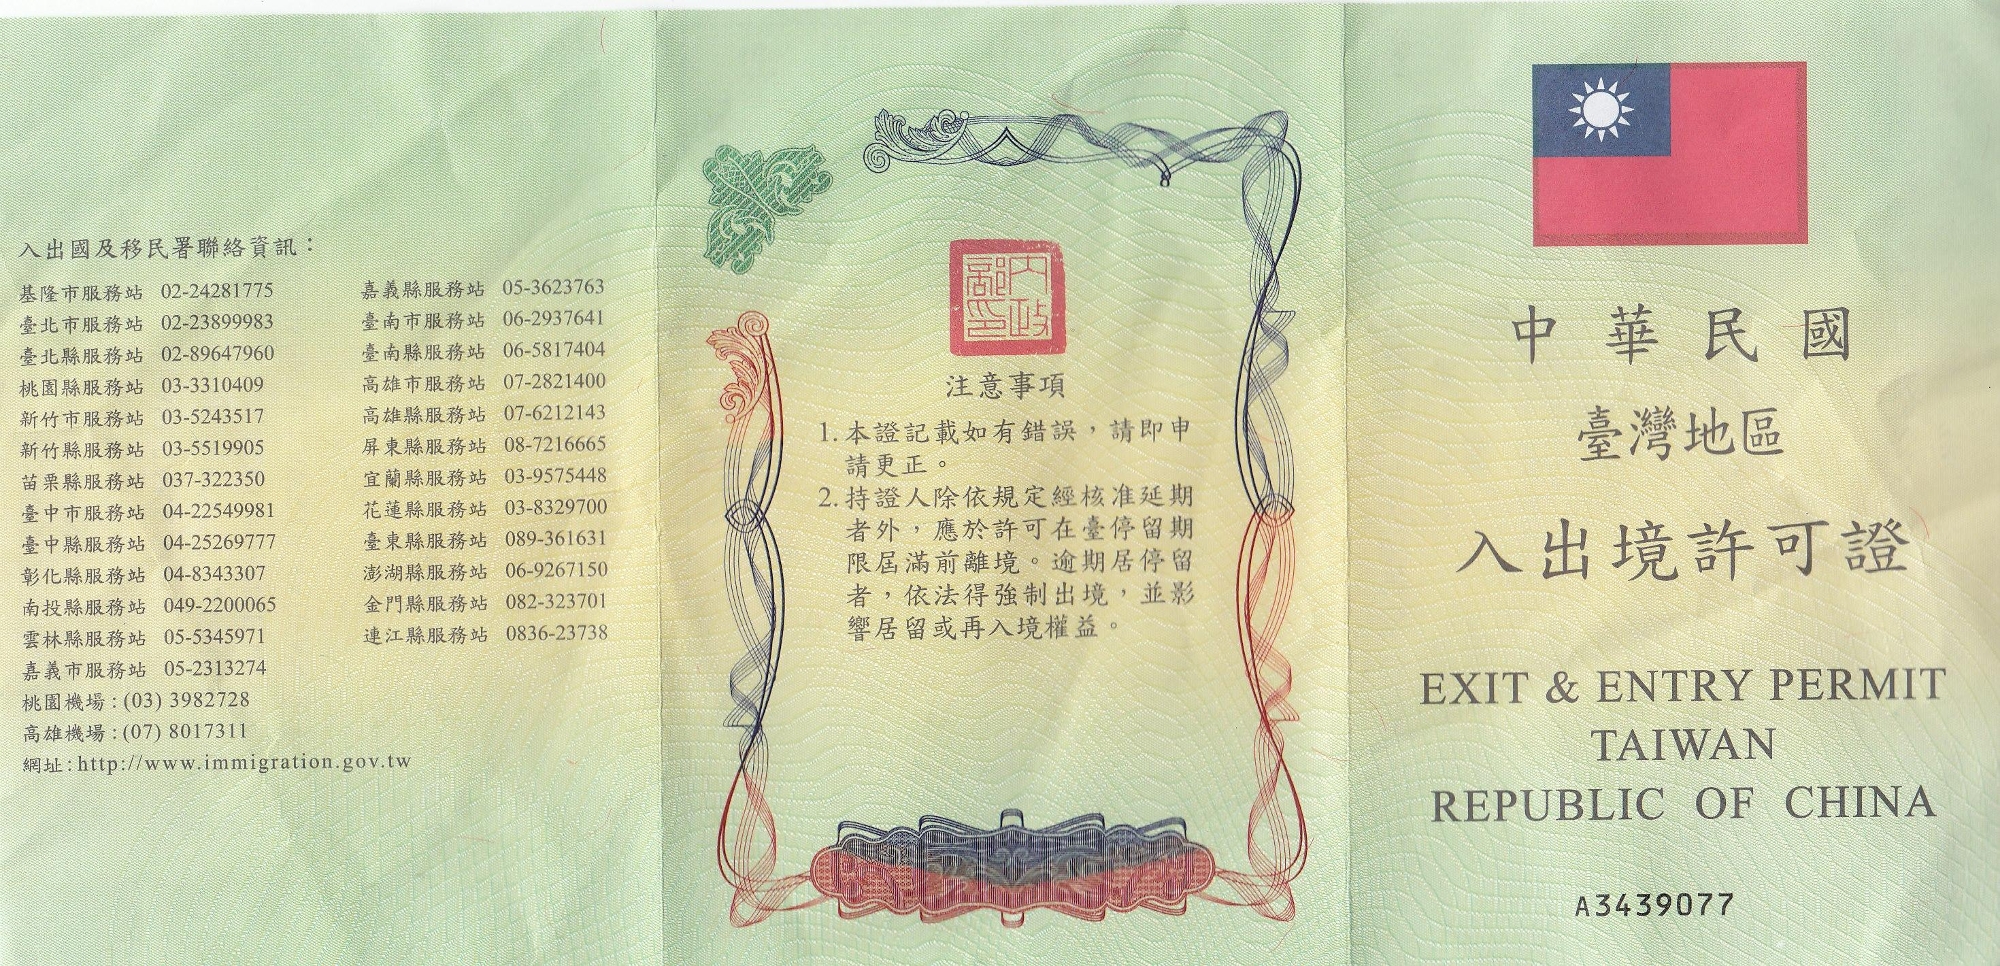 入出國及移民署聯絡資訊：
基隆市服務站 02-24281775
臺北市服務站 02-23899983
臺北縣服務站 02-89647960
桃園縣服務站 03-3310409
新竹市服務站 03-5243517
新竹縣服務站 03-5519905
苗栗縣服務站 037-322350
臺中市服務站 04-22549981
臺中縣服務站 04-25269777
彰化縣服務站 04-8343307
南投縣服務站 049-2200065
雲林縣服務站 05-5345971
嘉義市服務站 05-2313274
嘉義縣服務站 05-3623763
臺南市服務站 06-2937641
臺南縣服務站 06-5817404
高雄市服務站 07-2821400
高雄縣服務站 07-6212143
屏東縣服務站 08-7216665
宜蘭縣服務站 03-9575448
花蓮縣服務站 03-8329700
臺東縣服務站 089-361631
澎湖縣服務站 06-9267150
金門縣服務站 082-323701
連江縣服務站 0836-23738
桃園機場：(03) 3982728
高雄機場：(07) 8017311
網址：http://www.immigration.gov.tw
內政
部印
注意事項
1. 本證記載如有錯誤，請即申
請更正。
2. 持證人除依規定經核准延期
者外，應於許可在臺停留期
限屆滿前離境。逾期居停留
者，依法得強制出境，並影
響居留或再入境權益。
中華民國
臺灣地區
入出境許可證
EXIT & ENTRY PERMIT
TAIWAN
REPUBLIC OF CHINA
A3439077